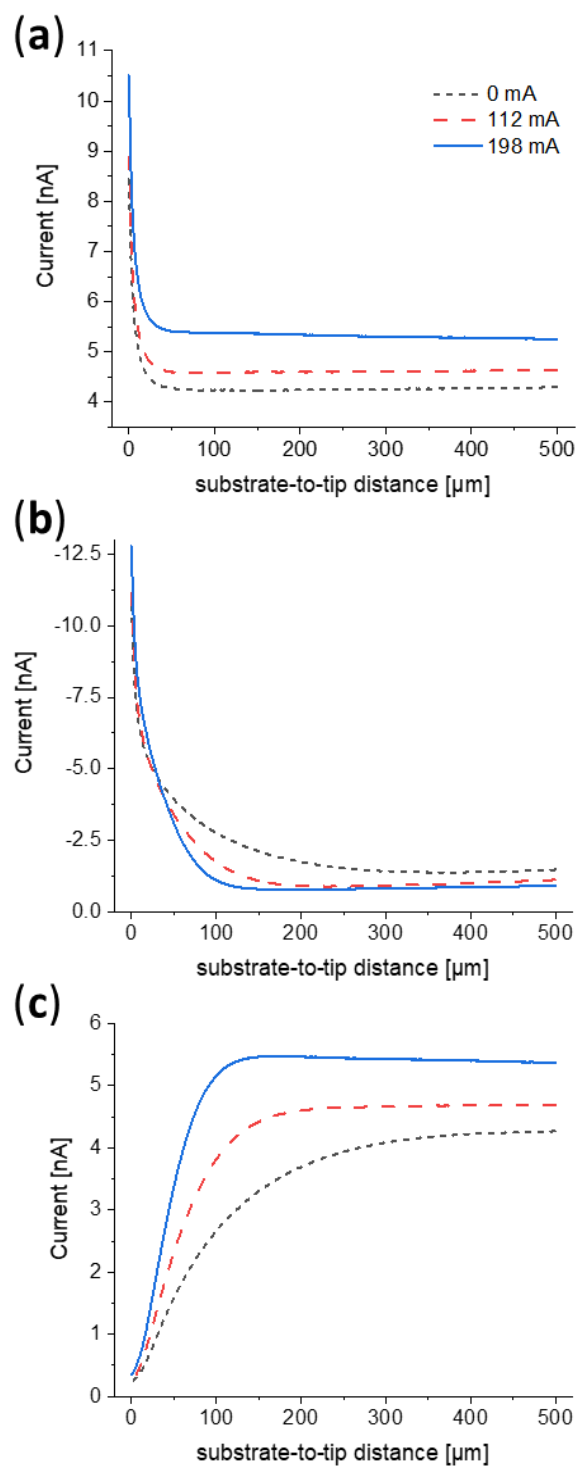 (a)
11
10
9
8
7
6
5
4
Current [nA]
0 mA
112 mA
198 mA
0 100 200 300 400 500
substrate-to-tip distance [µm]
(b)
-12.5
-10.0
-7.5
-5.0
-2.5
0.0
Current [nA]
0 100 200 300 400 500
substrate-to-tip distance [µm]
(c)
6
5
4
3
2
1
0
Current [nA]
0 100 200 300 400 500
substrate-to-tip distance [µm]